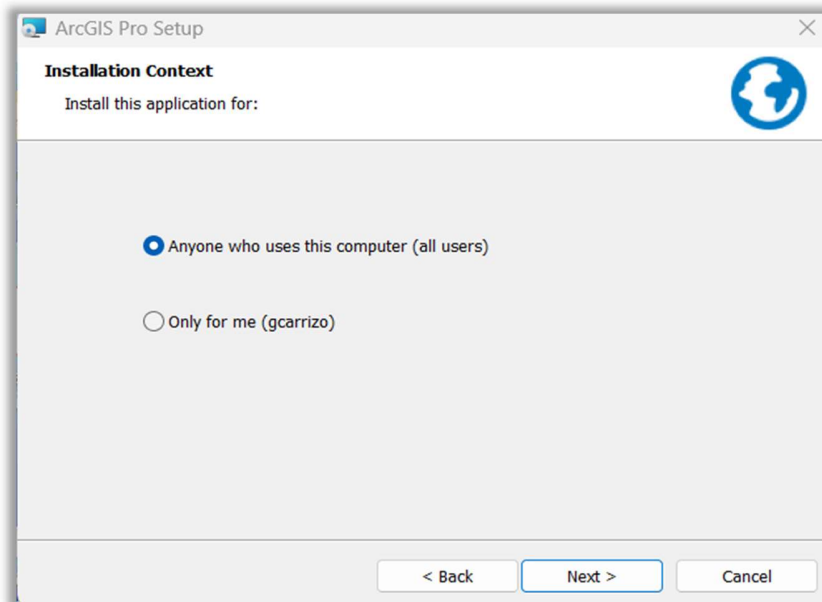 ArcGIS Pro Setup
Installation Context
Install this application for:
Anyone who uses this computer (all users)
Only for me (gcarrizo)
< Back
Next >
Cancel